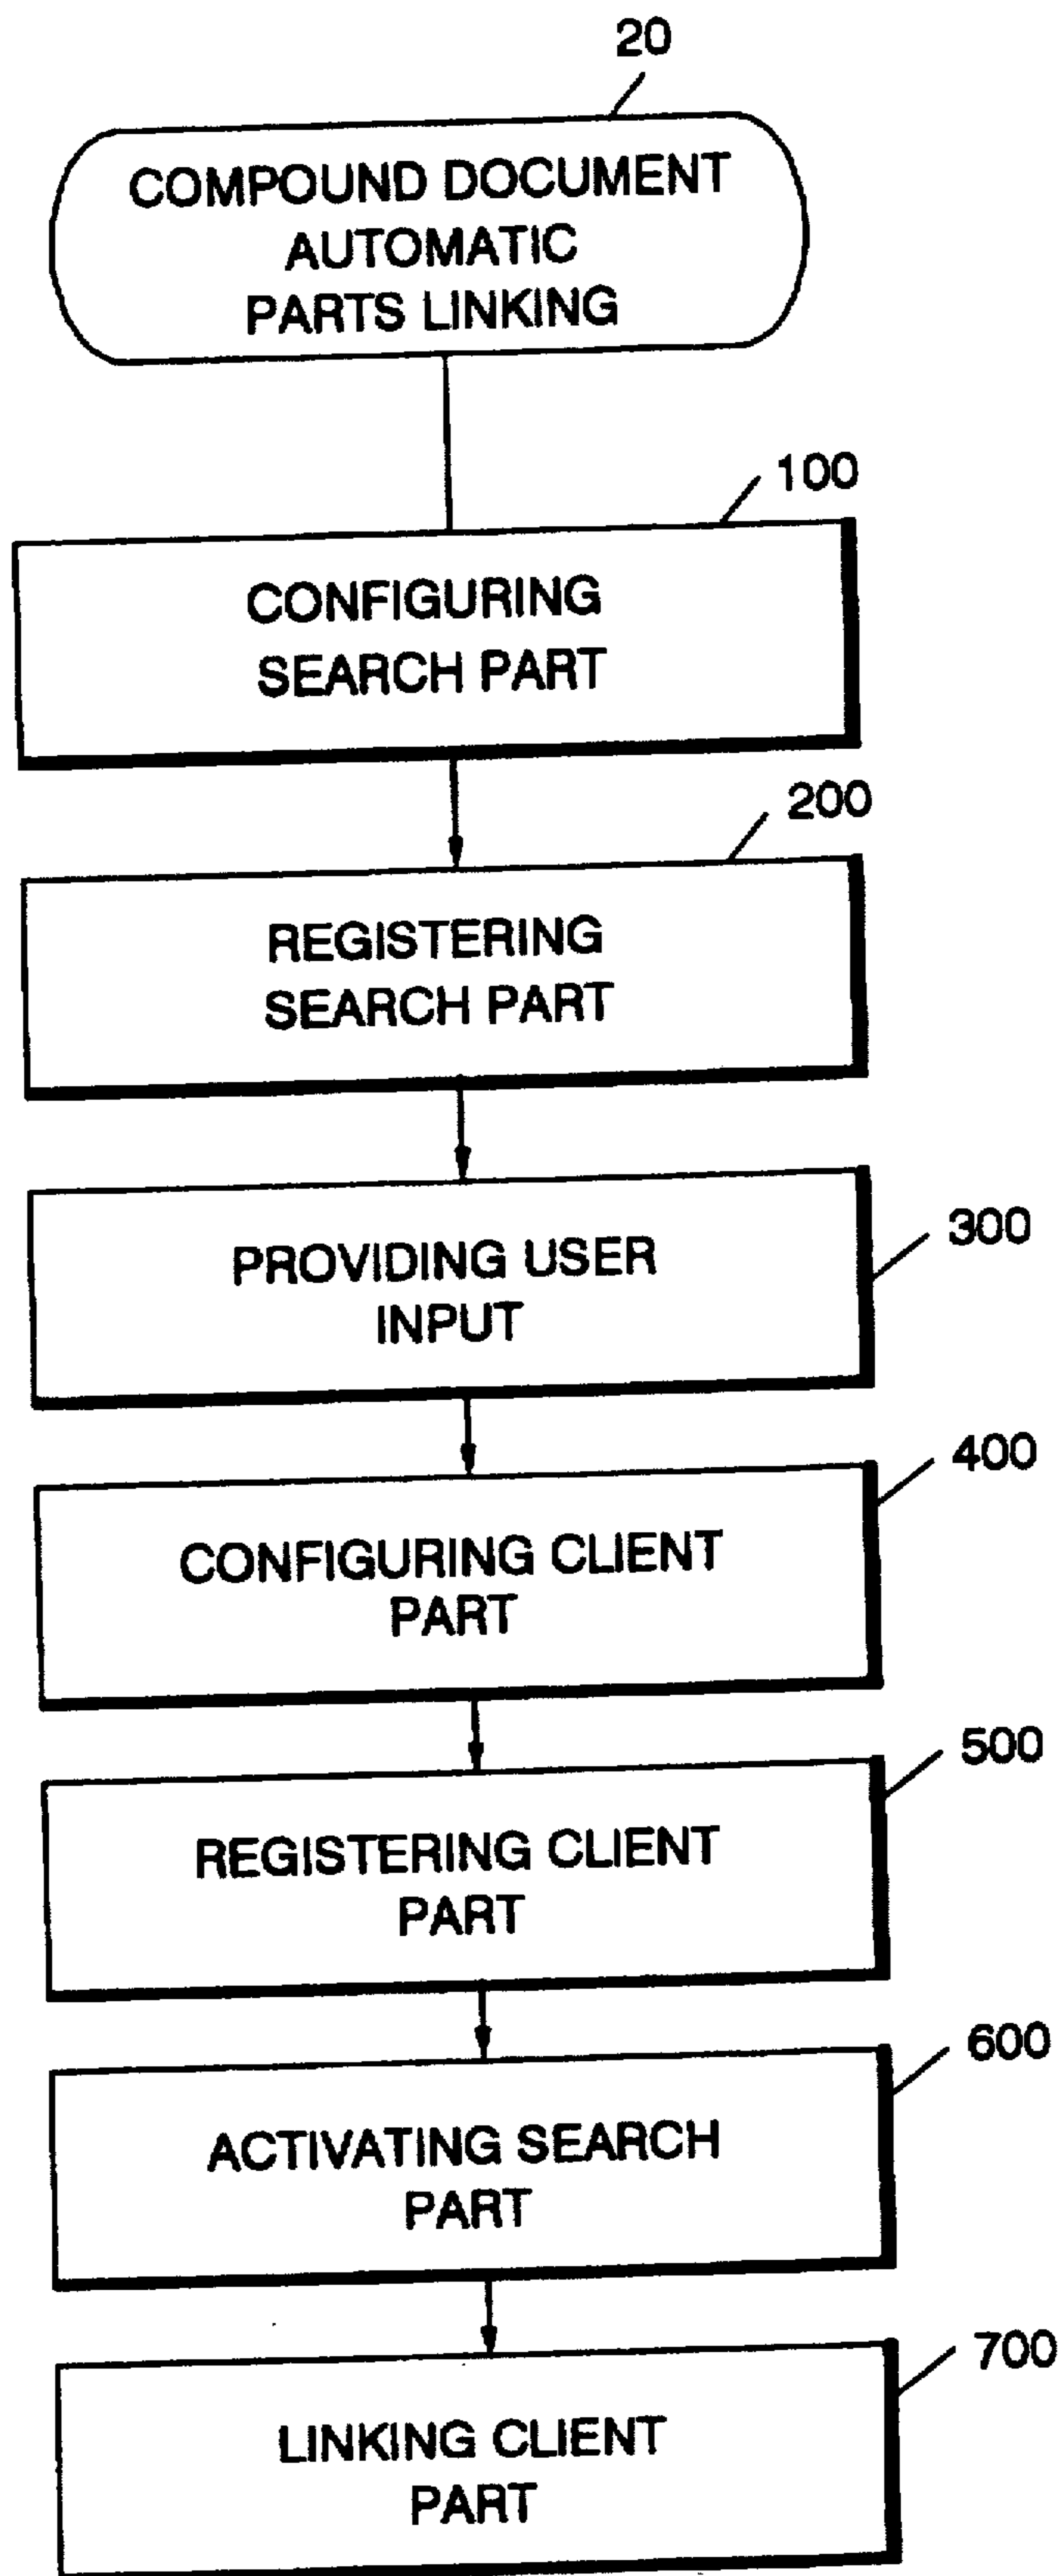 20
COMPOUND DOCUMENT
AUTOMATIC
PARTS LINKING
100
CONFIGURING
SEARCH PART
200
REGISTERING
SEARCH PART
300
PROVIDING USER
INPUT
400
CONFIGURING CLIENT
PART
500
REGISTERING CLIENT
PART
600
ACTIVATING SEARCH
PART
700
LINKING CLIENT
PART